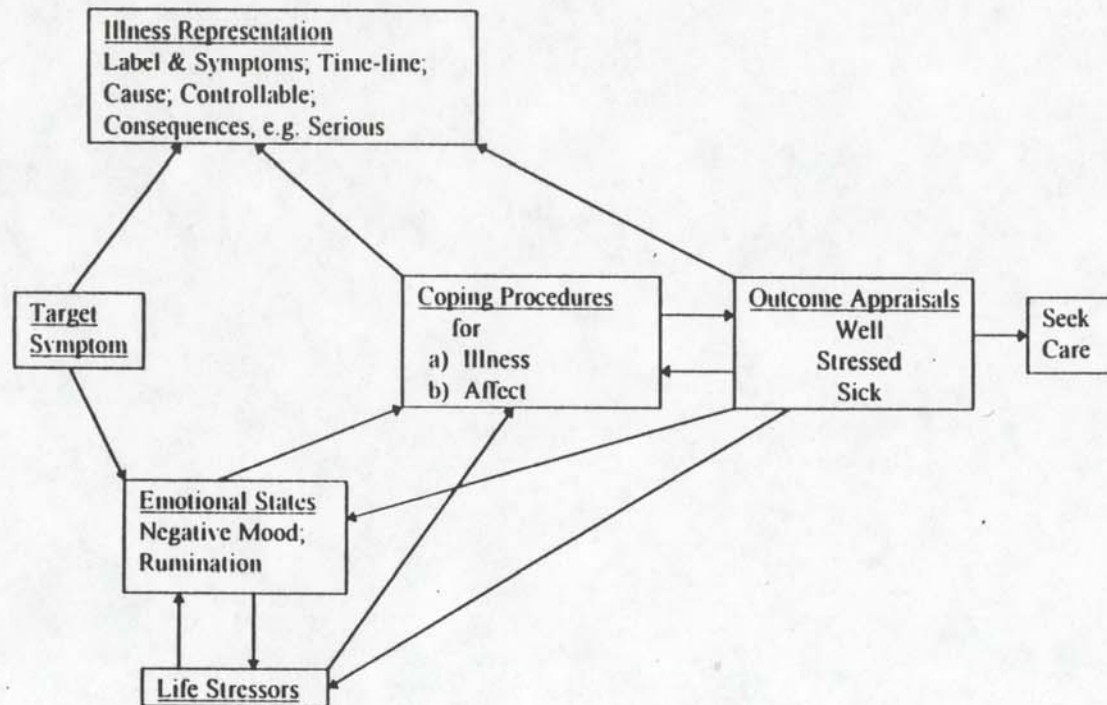 Illness Representation
Label & Symptoms; Time-line;
Cause; Controllable;
Consequences, e.g. Serious
Target
Symptom
Coping Procedures
for
a) Illness
b) Affect
Outcome Appraisals
Well
Stressed
Sick
Seek
Care
Emotional States
Negative Mood;
Rumination
Life Stressors